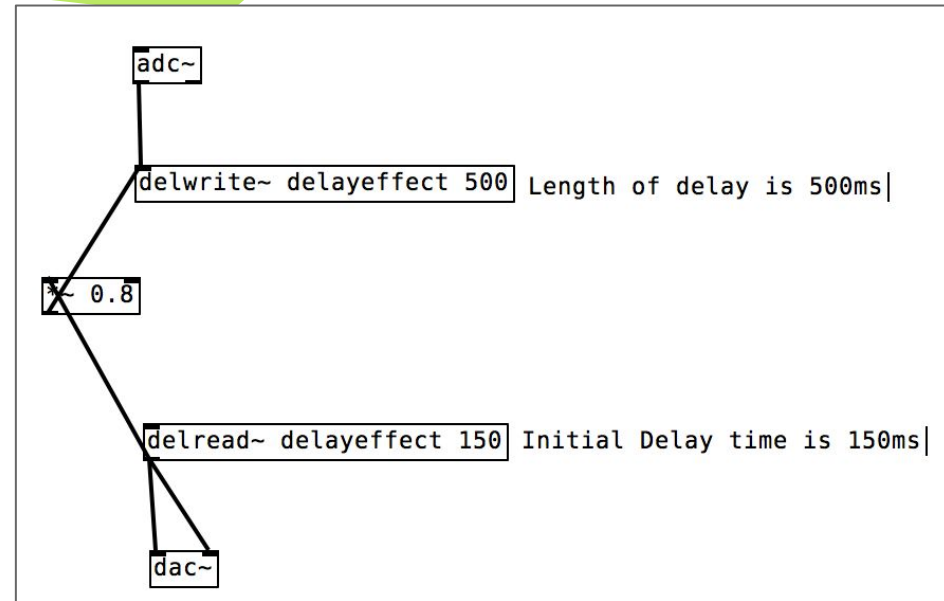 adc~
delwrite~ delayeffect 500 Length of delay is 500ms
*~ 0.8
delread~ delayeffect 150 Initial Delay time is 150ms
dac~